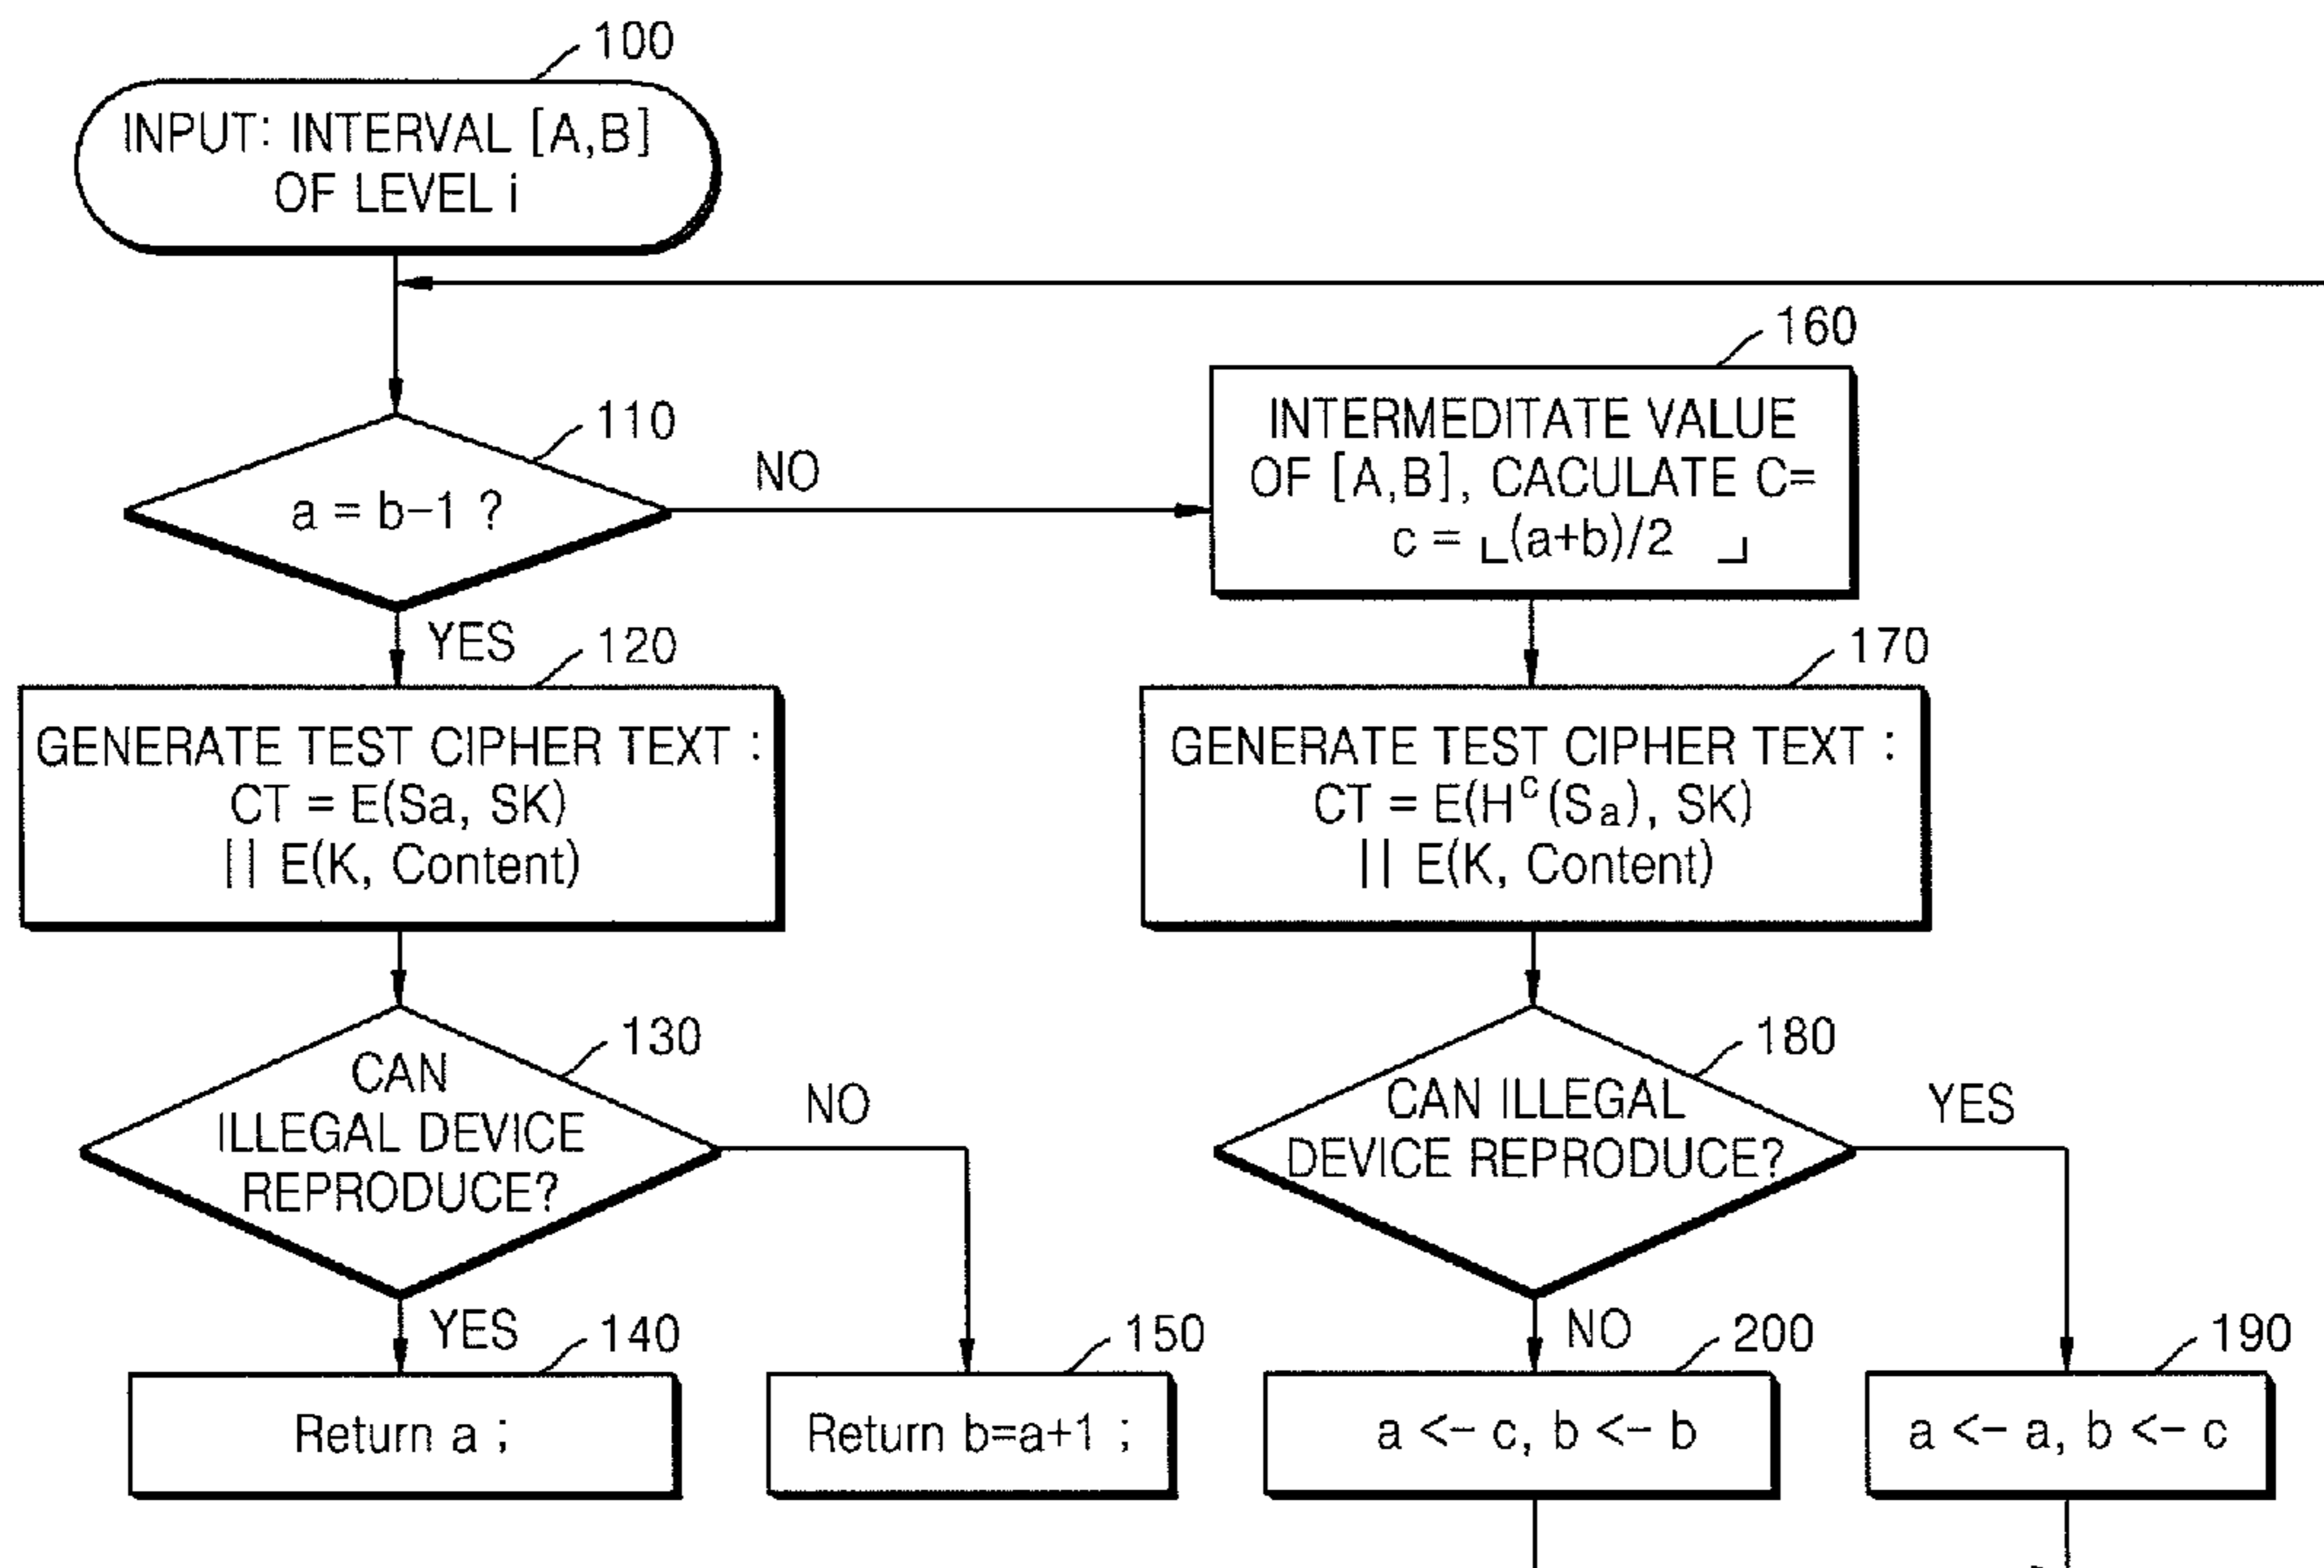 100
INPUT: INTERVAL [A,B]
OF LEVEL i
110
a = b-1 ?
NO
160
INTERMEDITATE VALUE
OF [A,B], CACULATE C=
c = ⌞(a+b)/2 ⌟
YES
120
GENERATE TEST CIPHER TEXT :
CT = E(Sa, SK)
|| E(K, Content)
170
GENERATE TEST CIPHER TEXT :
CT = E(Hᶜ(Sₐ), SK)
|| E(K, Content)
130
CAN
ILLEGAL DEVICE
REPRODUCE?
NO
180
CAN ILLEGAL
DEVICE REPRODUCE?
YES
YES
140
Return a ;
150
Return b=a+1 ;
NO
200
a <- c, b <- b
190
a <- a, b <- c